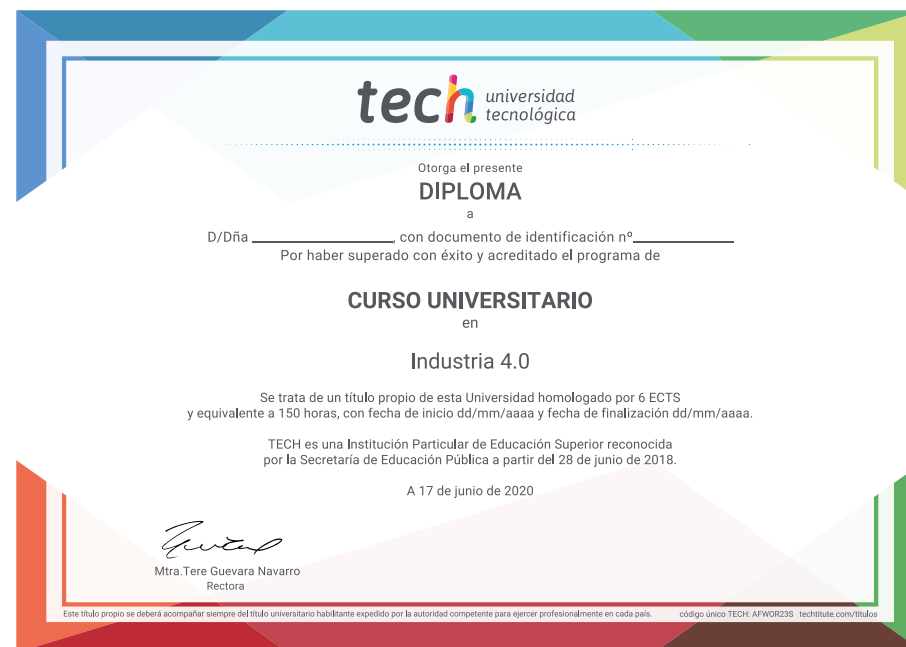 tech universidad
tecnológica
Otorga el presente
DIPLOMA
a
D/Dña ____________________, con documento de identificación nº______________
Por haber superado con éxito y acreditado el programa de
CURSO UNIVERSITARIO
en
Industria 4.0
Se trata de un título propio de esta Universidad homologado por 6 ECTS
y equivalente a 150 horas, con fecha de inicio dd/mm/aaaa y fecha de finalización dd/mm/aaaa.
TECH es una Institución Particular de Educación Superior reconocida
por la Secretaría de Educación Pública a partir del 28 de junio de 2018.
A 17 de junio de 2020
Mtra.Tere Guevara Navarro
Rectora
Este título propio se deberá acompañar siempre del título universitario habilitante expedido por la autoridad competente para ejercer profesionalmente en cada país. código único TECH: AFWOR23S techtitute.com/titulos